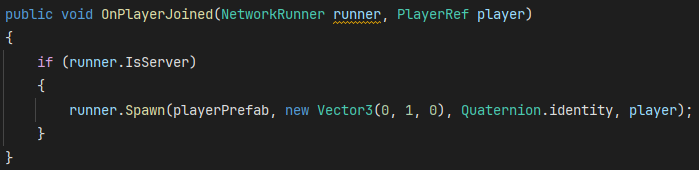 public void OnPlayerJoined(NetworkRunner runner, PlayerRef player)
{
    if (runner.IsServer)
    {
        runner.Spawn(playerPrefab, new Vector3(0, 1, 0), Quaternion.identity, player);
    }
}